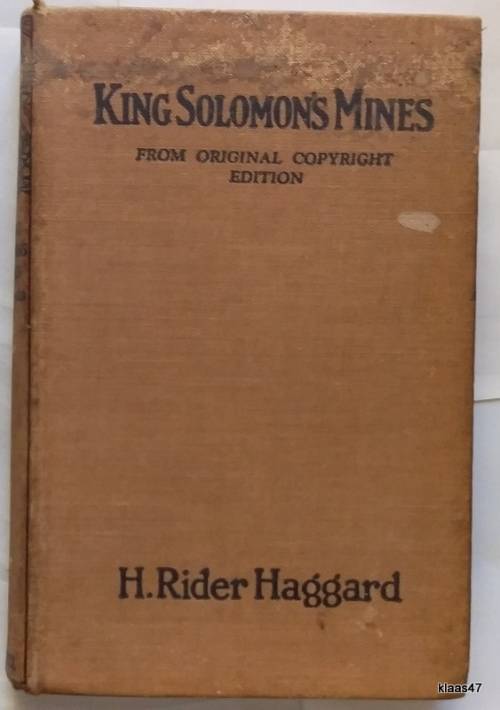 KING SOLOMON'S MINES
FROM ORIGINAL COPYRIGHT
EDITION
H. Rider Haggard
klaas47